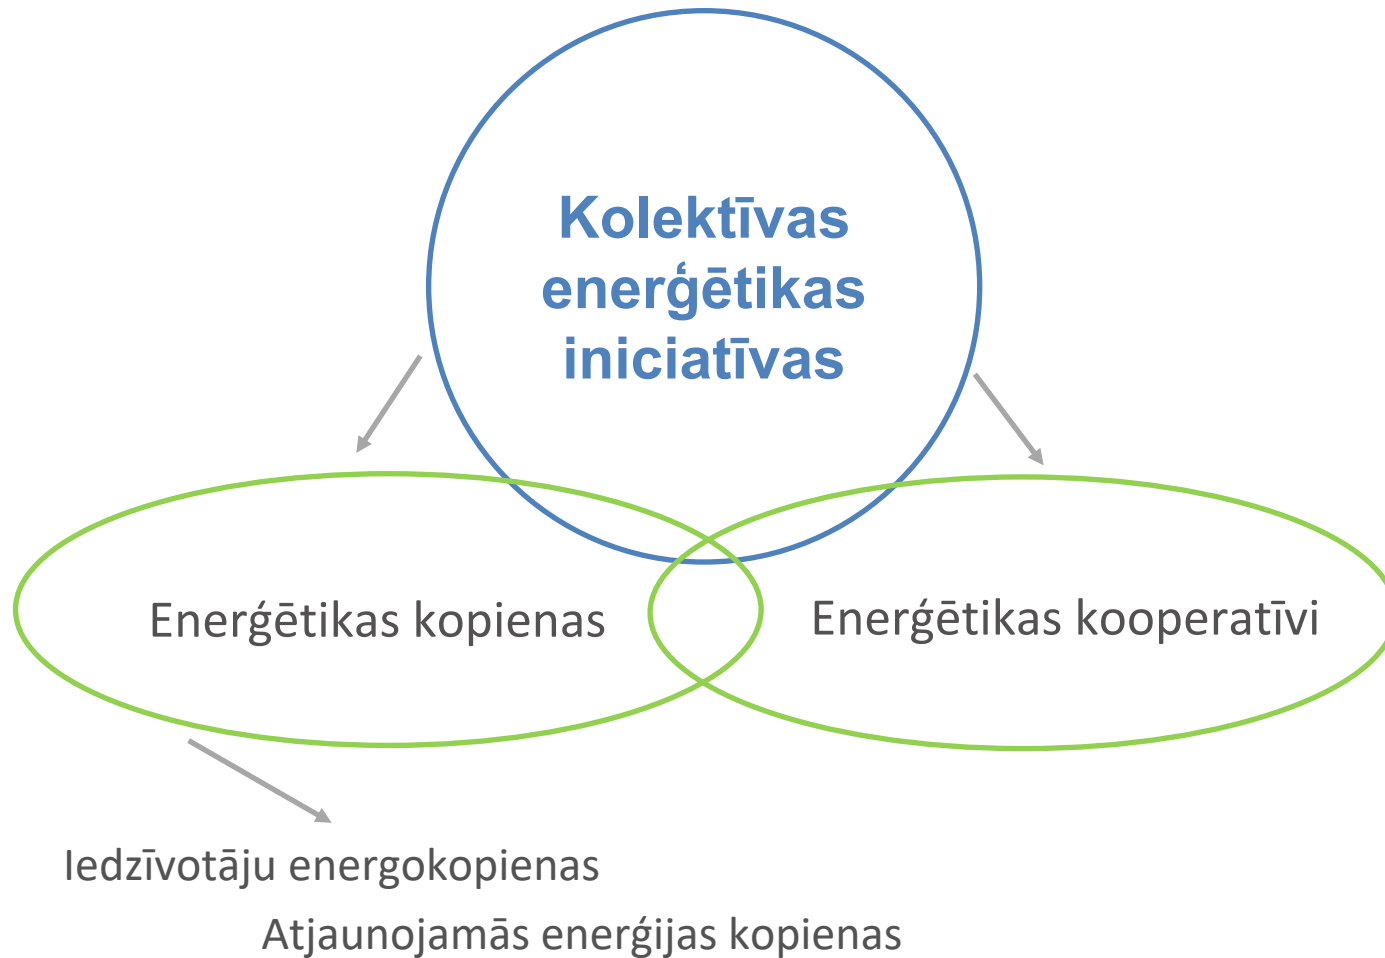 Kolektīvas
enerģētikas
iniciatīvas
Enerģētikas kopienas
Enerģētikas kooperatīvi
Iedzīvotāju energokopienas
Atjaunojamās enerģijas kopienas